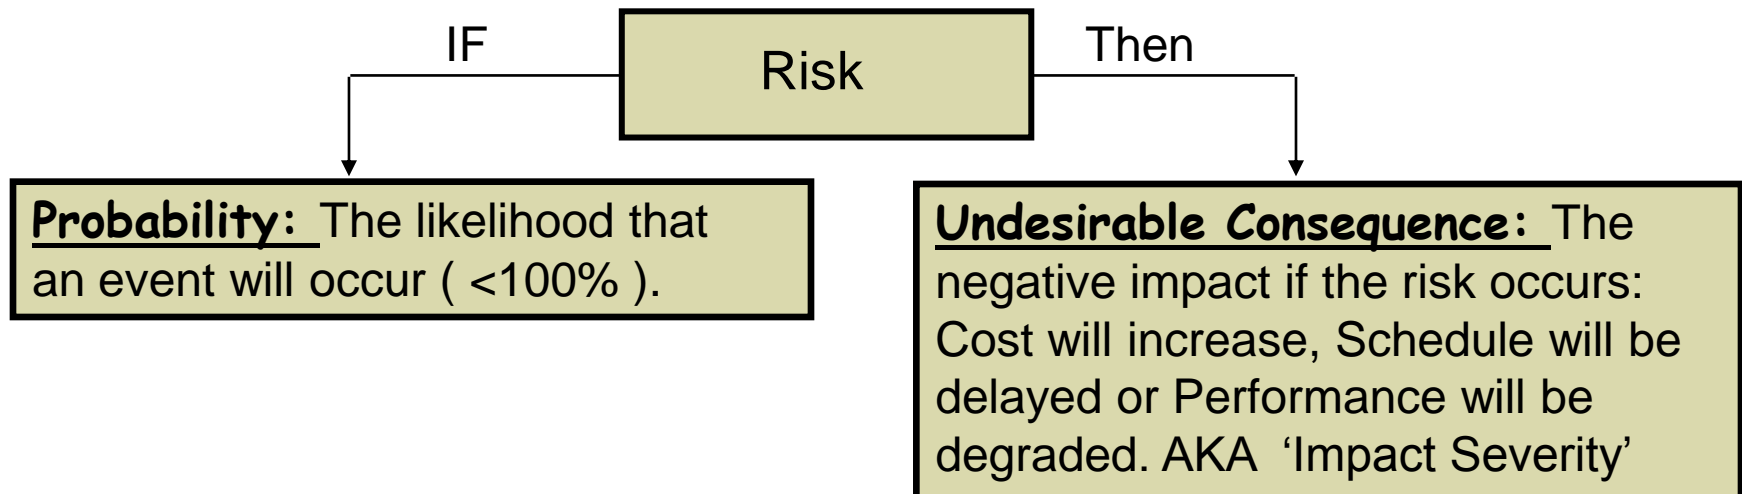 IF
Risk
Then
Probability: The likelihood that
an event will occur ( <100% ).
Undesirable Consequence: The
negative impact if the risk occurs:
Cost will increase, Schedule will be
delayed or Performance will be
degraded. AKA ‘Impact Severity’